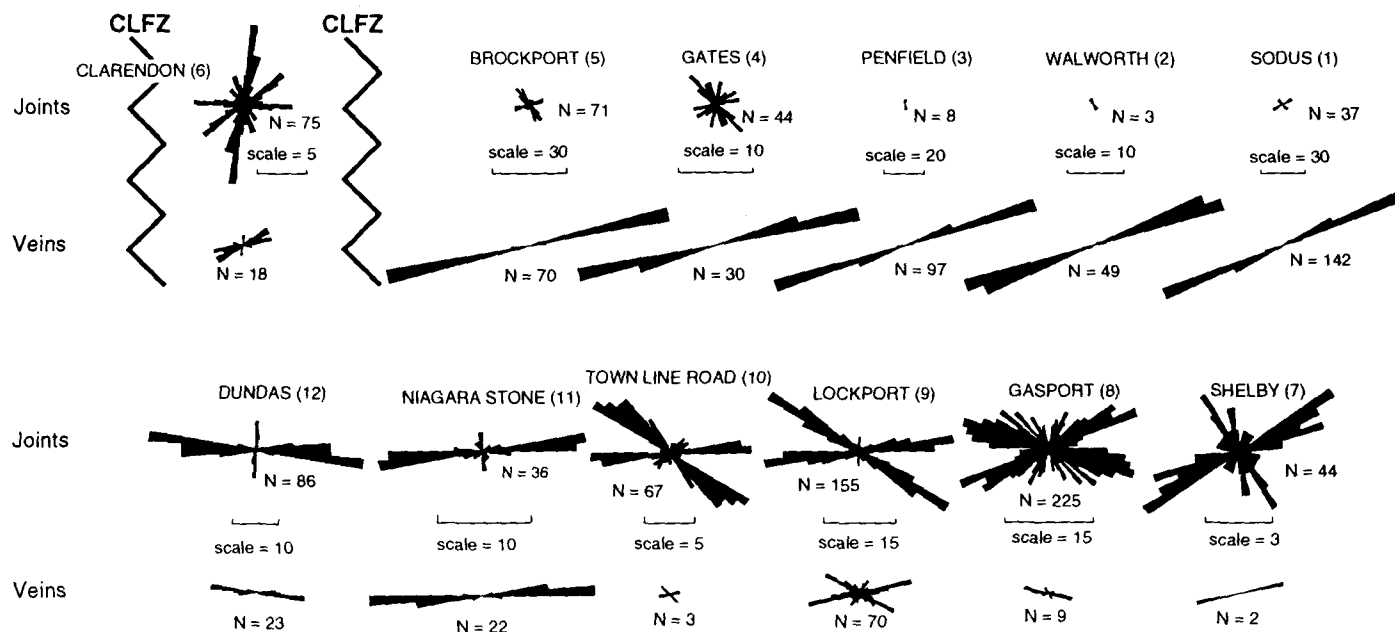 CLFZ CLFZ
CLARENDON (6) BROCKPORT (5) GATES (4) PENFIELD (3) WALWORTH (2) SODUS (1)
Joints N = 75 N = 71 N = 44 N = 8 N = 3 N = 37
scale = 5 scale = 30 scale = 10 scale = 20 scale = 10 scale = 30
Veins N = 18 N = 70 N = 30 N = 97 N = 49 N = 142
DUNDAS (12) NIAGARA STONE (11) TOWN LINE ROAD (10) LOCKPORT (9) GASPORT (8) SHELBY (7)
Joints N = 86 N = 36 N = 67 N = 155 N = 225 N = 44
scale = 10 scale = 10 scale = 5 scale = 15 scale = 15 scale = 3
Veins N = 23 N = 22 N = 3 N = 70 N = 9 N = 2